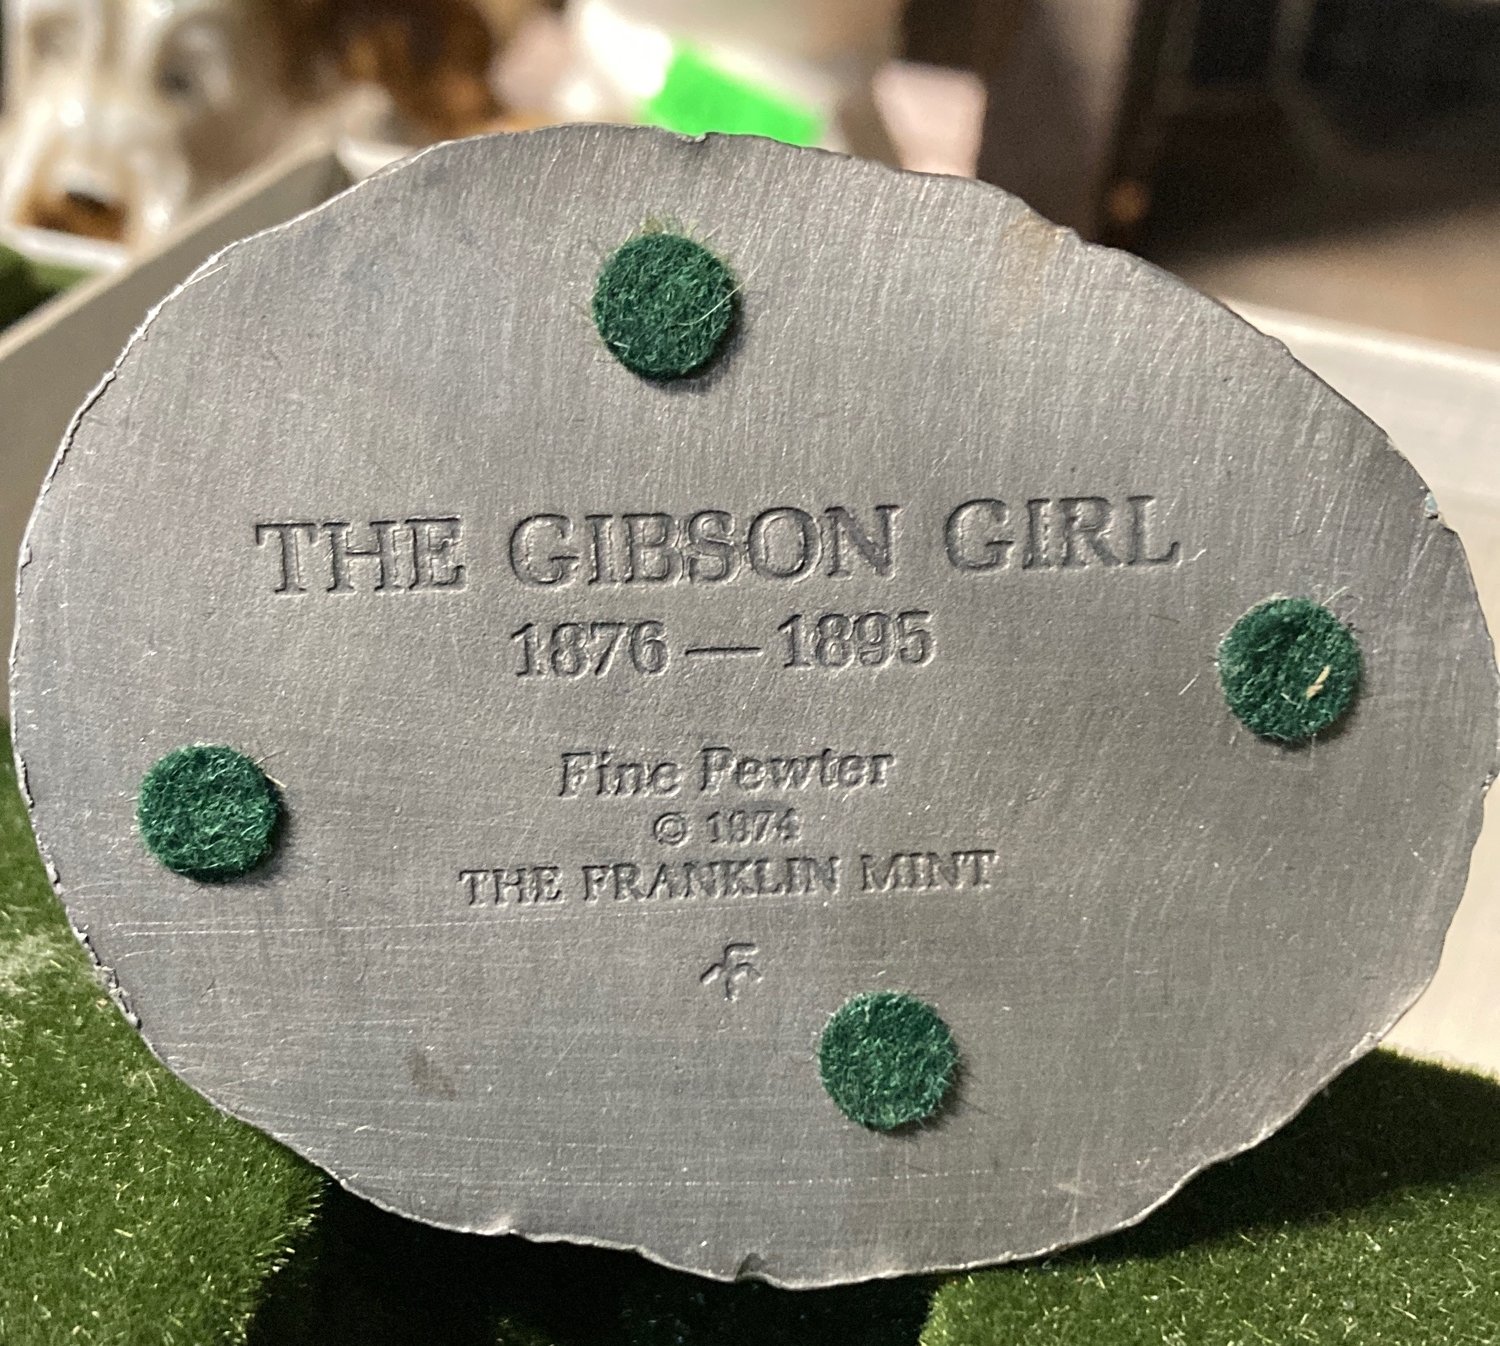 THE GIBSON GIRL
1876 — 1895
Fine Pewter
© 1974
THE FRANKLIN MINT